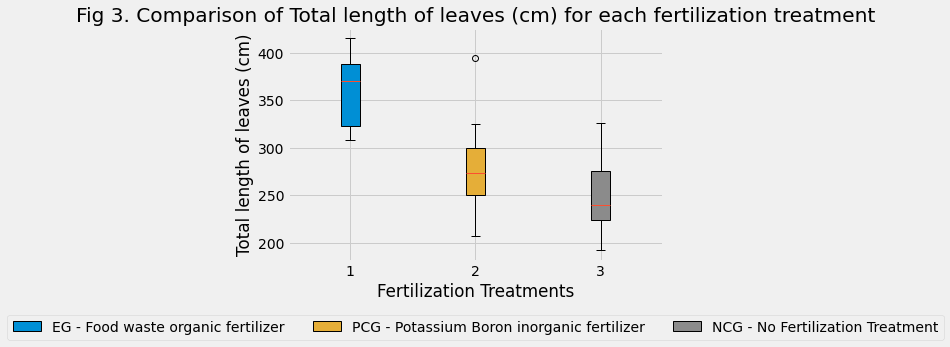 Fig 3. Comparison of Total length of leaves (cm) for each fertilization treatment
Total length of leaves (cm)
400
350
300
250
200
1 2 3
Fertilization Treatments
EG - Food waste organic fertilizer PCG - Potassium Boron inorganic fertilizer NCG - No Fertilization Treatment